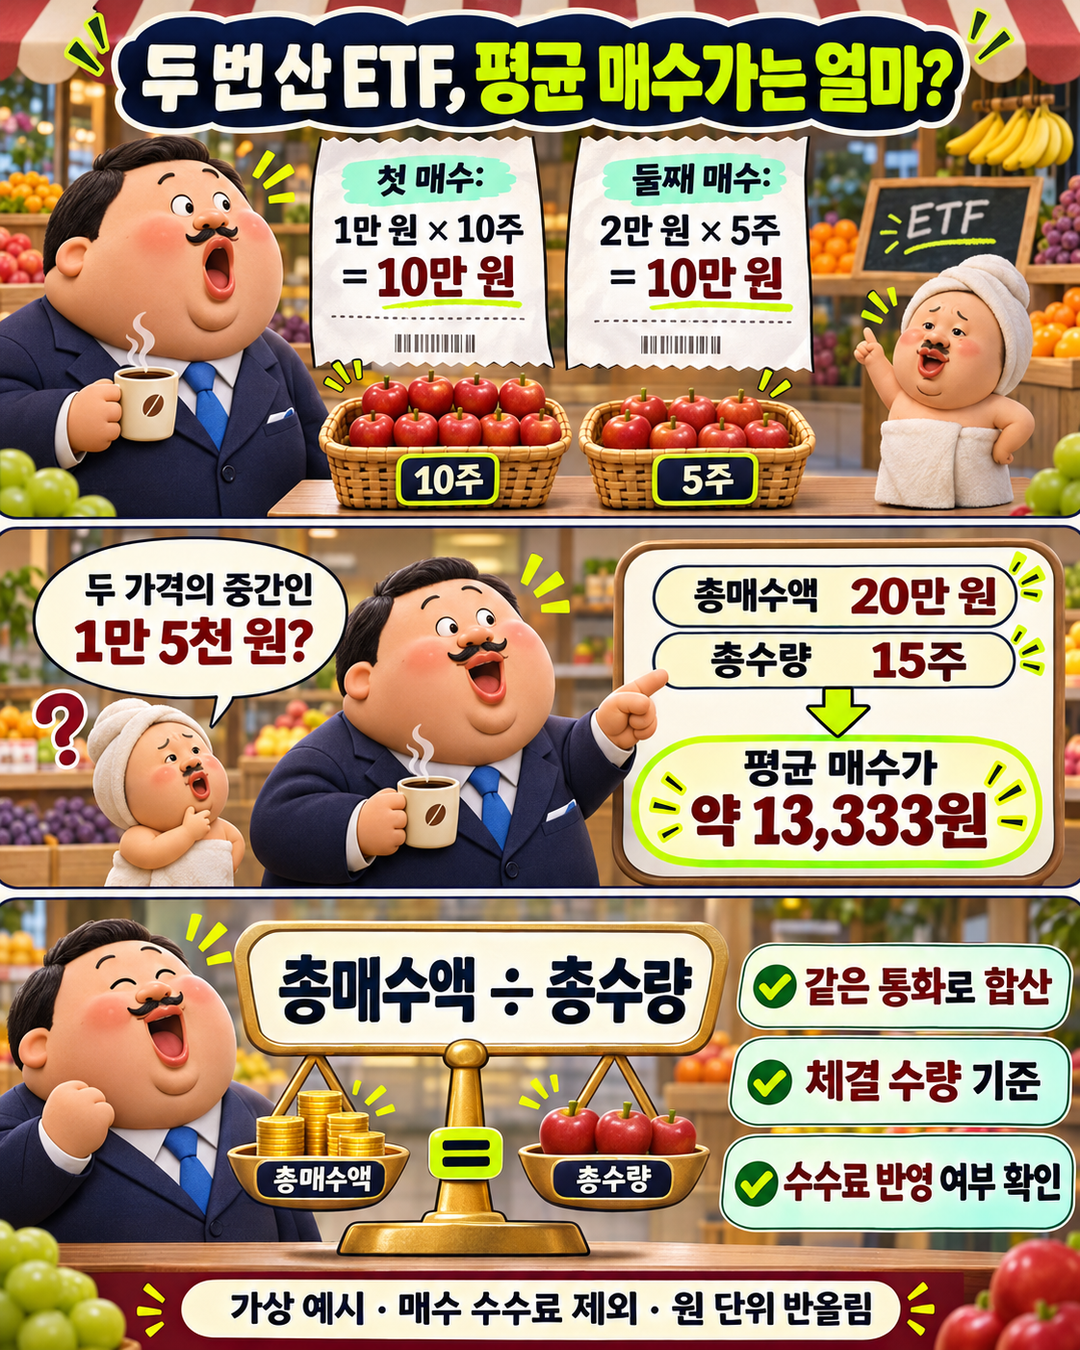 두 번 산 ETF, 평균 매수가는 얼마?
첫 매수:
1만 원 × 10주
= 10만 원
둘째 매수:
2만 원 × 5주
= 10만 원
ETF
10주
5주
두 가격의 중간인
1만 5천 원?
?
총매수액 20만 원
총수량 15주
평균 매수가
약 13,333원
총매수액 ÷ 총수량
총매수액
=
총수량
같은 통화로 합산
체결 수량 기준
수수료 반영 여부 확인
가상 예시 · 매수 수수료 제외 · 원 단위 반올림